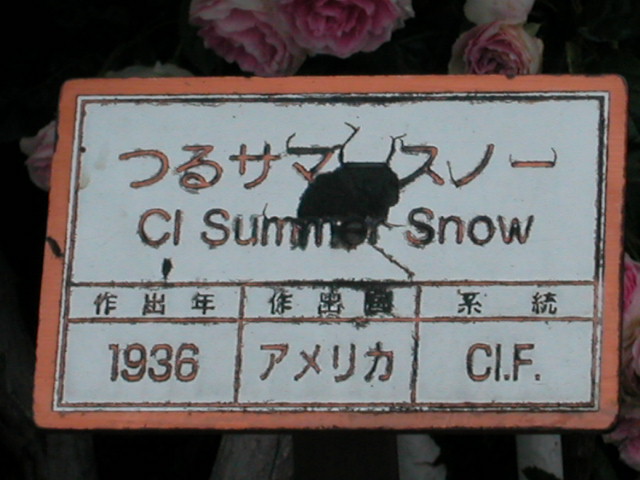 つるサマースノー
Cl Summer Snow
作出年 作出国 系統
1936 アメリカ Cl.F.